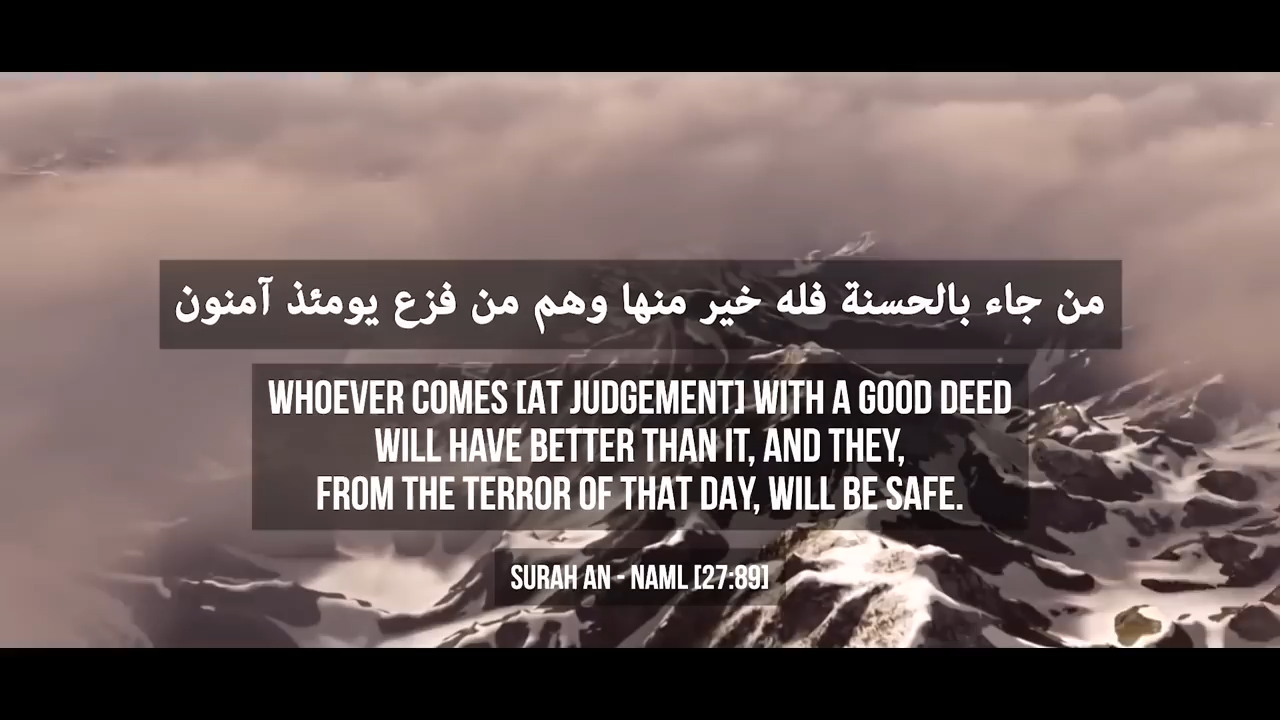 من جاء بالحسنة فله خير منها وهم من فزع يومئذ آمنون
WHOEVER COMES [AT JUDGEMENT] WITH A GOOD DEED
WILL HAVE BETTER THAN IT, AND THEY,
FROM THE TERROR OF THAT DAY, WILL BE SAFE.
SURAH AN - NAML [27:89]